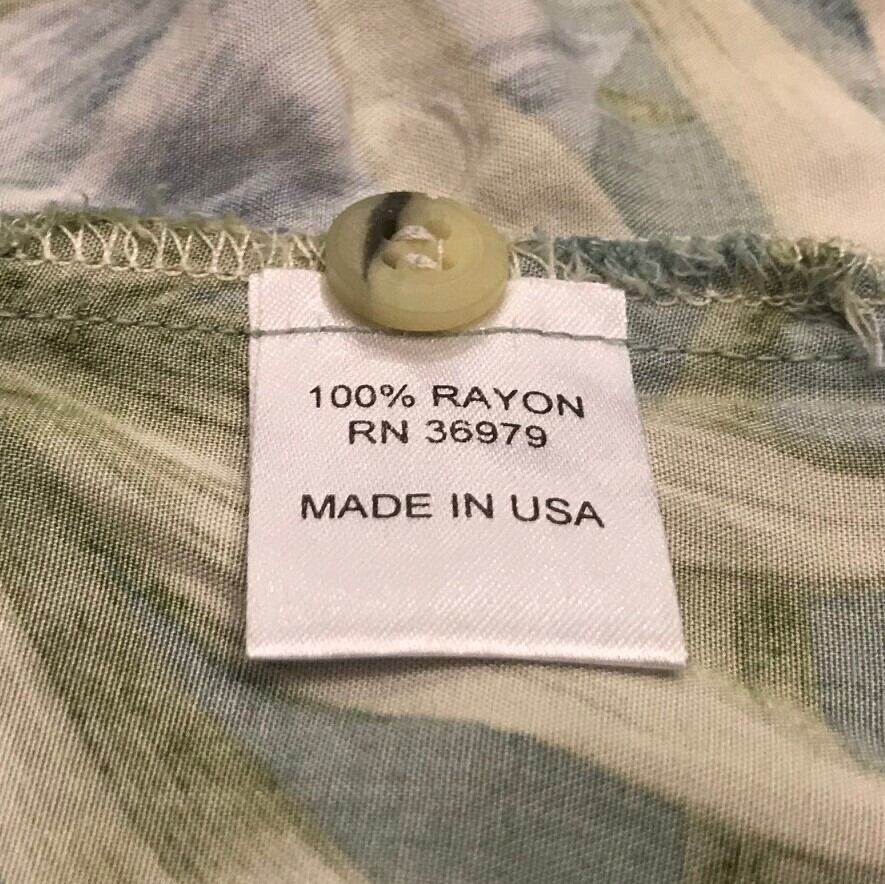 100% RAYON
RN 36979
MADE IN USA